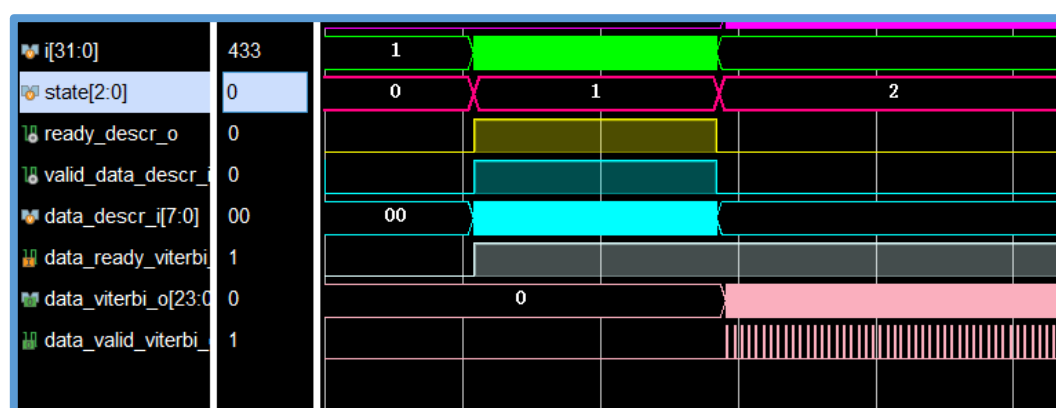 i[31:0] 433 1
state[2:0] 0 0 1 2
ready_descr_o 0
valid_data_descr_i 0
data_descr_i[7:0] 00 00
data_ready_viterbi_ 1
data_viterbi_o[23:0 0 0
data_valid_viterbi_ 1